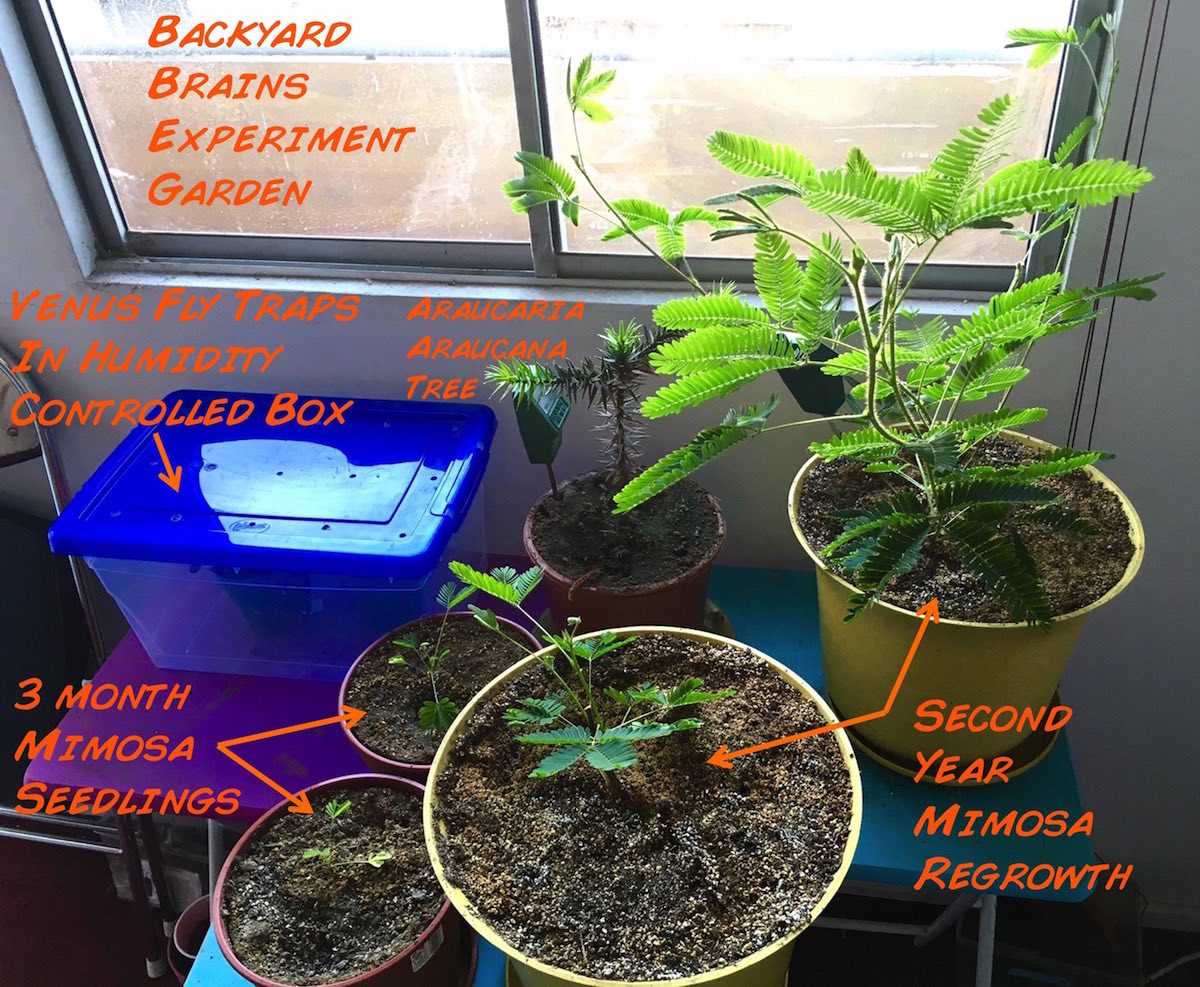 Backyard
Brains
Experiment
Garden
Venus Fly Traps
In Humidity
Controlled Box
Araucaria
Araucana
Tree
3 month
Mimosa
Seedlings
Second
Year
Mimosa
Regrowth